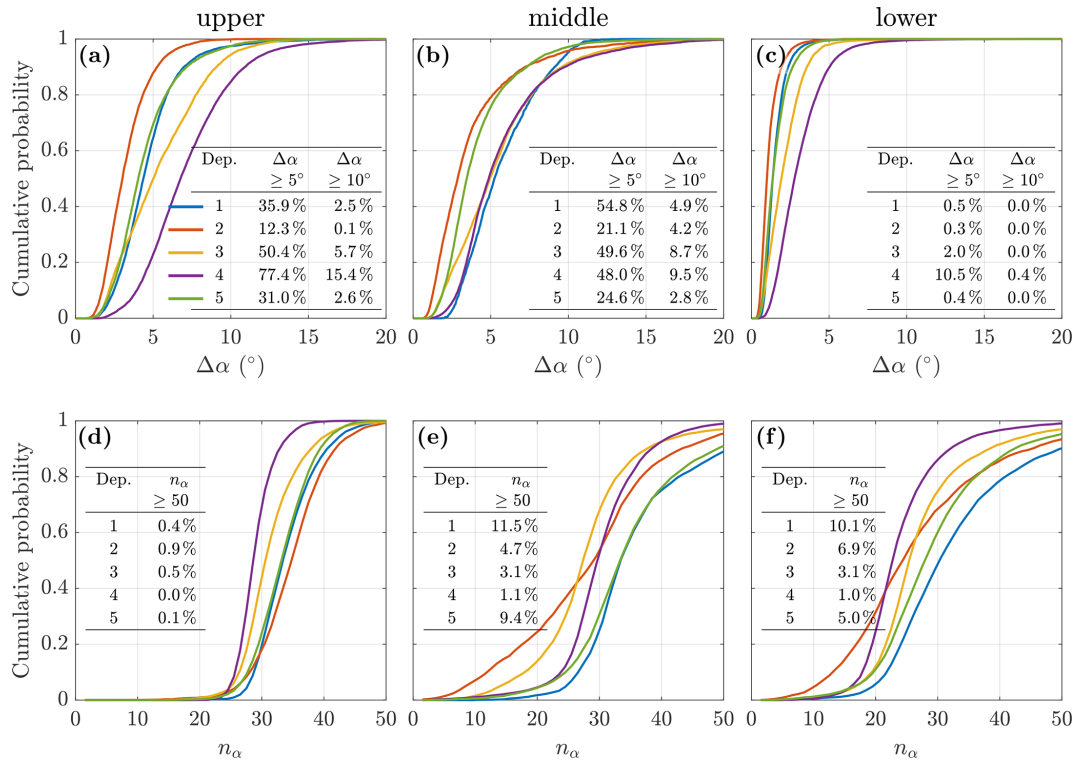 upper middle lower
Cumulative probability
1
0.8
0.6
0.4
0.2
0
(a)
Dep. Δα Δα
≥ 5° ≥ 10°
1 35.9 % 2.5 %
2 12.3 % 0.1 %
3 50.4 % 5.7 %
4 77.4 % 15.4 %
5 31.0 % 2.6 %
0 5 10 15 20
Δα (°)
(b)
Dep. Δα Δα
≥ 5° ≥ 10°
1 54.8 % 4.9 %
2 21.1 % 4.2 %
3 49.6 % 8.7 %
4 48.0 % 9.5 %
5 24.6 % 2.8 %
0 5 10 15 20
Δα (°)
(c)
Dep. Δα Δα
≥ 5° ≥ 10°
1 0.5 % 0.0 %
2 0.3 % 0.0 %
3 2.0 % 0.0 %
4 10.5 % 0.4 %
5 0.4 % 0.0 %
0 5 10 15 20
Δα (°)
Cumulative probability
1
0.8
0.6
0.4
0.2
0
(d)
Dep. nα
≥ 50
1 0.4 %
2 0.9 %
3 0.5 %
4 0.0 %
5 0.1 %
0 10 20 30 40 50
nα
(e)
Dep. nα
≥ 50
1 11.5 %
2 4.7 %
3 3.1 %
4 1.1 %
5 9.4 %
0 10 20 30 40 50
nα
(f)
Dep. nα
≥ 50
1 10.1 %
2 6.9 %
3 3.1 %
4 1.0 %
5 5.0 %
0 10 20 30 40 50
nα